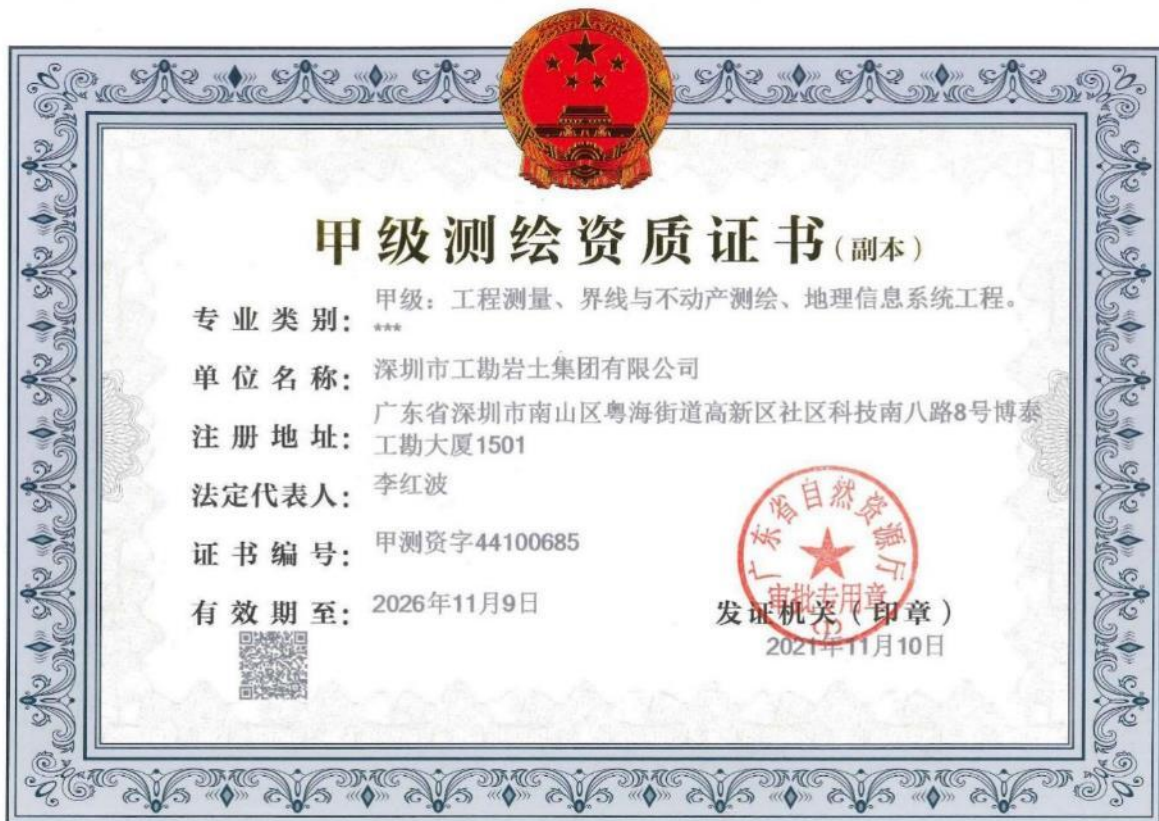 甲级测绘资质证书(副本)
专业类别：
甲级：工程测量、界线与不动产测绘、地理信息系统工程。
***
单位名称：
深圳市工勘岩土集团有限公司
注册地址：
广东省深圳市南山区粤海街道高新区社区科技南八路8号博泰
工勘大厦1501
法定代表人：
李红波
证书编号：
甲测资字44100685
有效期至：
2026年11月9日
广东省自然资源厅
审批专用章
发证机关（印章）
2021年11月10日